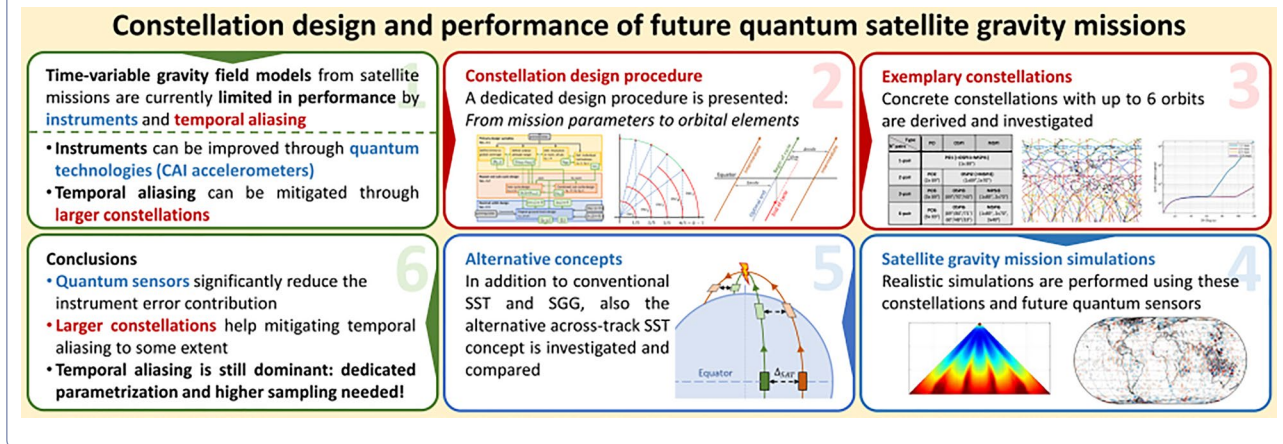 Constellation design and performance of future quantum satellite gravity missions
1
Time-variable gravity field models from satellite
missions are currently limited in performance by
instruments and temporal aliasing
• Instruments can be improved through quantum
technologies (CAI accelerometers)
• Temporal aliasing can be mitigated through
larger constellations
2
Constellation design procedure
A dedicated design procedure is presented:
From mission parameters to orbital elements
Equator
3
Exemplary constellations
Concrete constellations with up to 6 orbits
are derived and investigated
4
Satellite gravity mission simulations
Realistic simulations are performed using these
constellations and future quantum sensors
5
Alternative concepts
In addition to conventional
SST and SGG, also the
alternative across-track SST
concept is investigated and
compared
Equator
Δ_SAT
6
Conclusions
• Quantum sensors significantly reduce the
instrument error contribution
• Larger constellations help mitigating temporal
aliasing to some extent
• Temporal aliasing is still dominant: dedicated
parametrization and higher sampling needed!